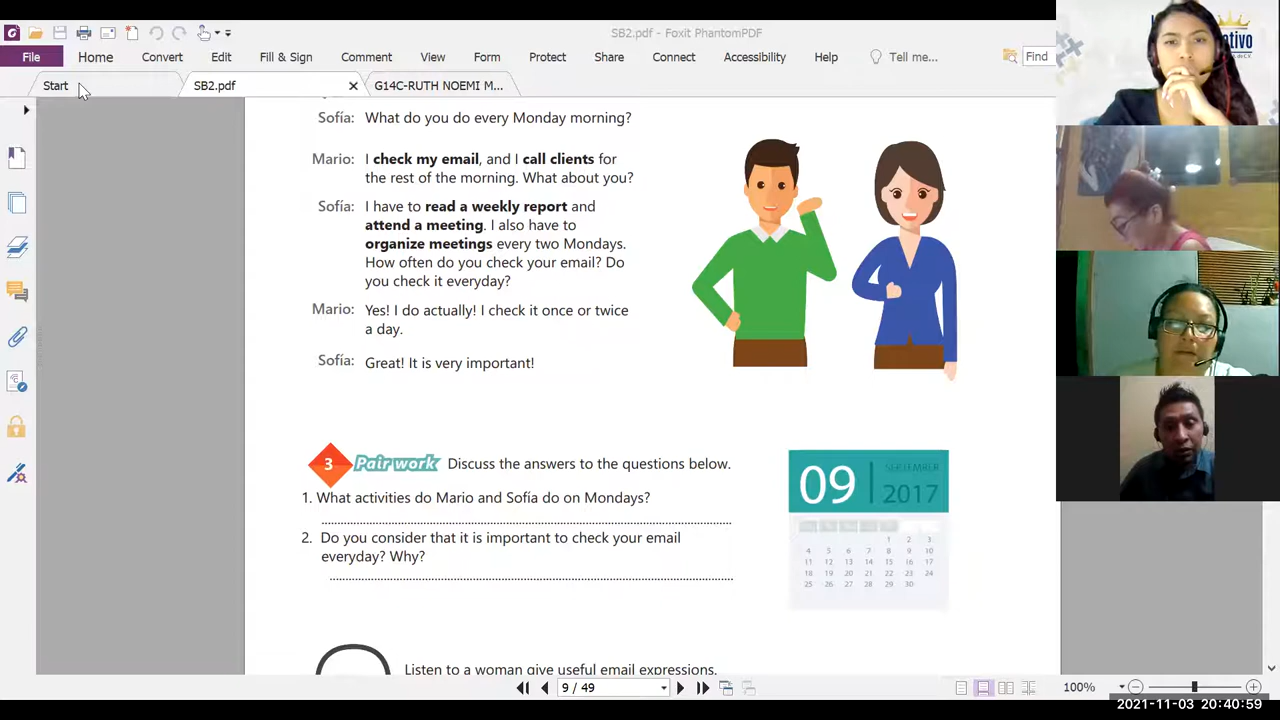 SB2.pdf - Foxit PhantomPDF
File Home Convert Edit Fill & Sign Comment View Form Protect Share Connect Accessibility Help Tell me... Find
Start SB2.pdf G14C-RUTH NOEMI M...
Sofía: What do you do every Monday morning?
Mario: I check my email, and I call clients for
the rest of the morning. What about you?
Sofía: I have to read a weekly report and
attend a meeting. I also have to
organize meetings every two Mondays.
How often do you check your email? Do
you check it everyday?
Mario: Yes! I do actually! I check it once or twice
a day.
Sofía: Great! It is very important!
3 Pair work Discuss the answers to the questions below.
1. What activities do Mario and Sofía do on Mondays?
2. Do you consider that it is important to check your email
everyday? Why?
09 SEPTEMBER
2017
1 2 3
4 5 6 7 8 9 10
11 12 13 14 15 16 17
18 19 20 21 22 23 24
25 26 27 28 29 30
Listen to a woman give useful email expressions.
9 / 49
100%
2021-11-03 20:40:59